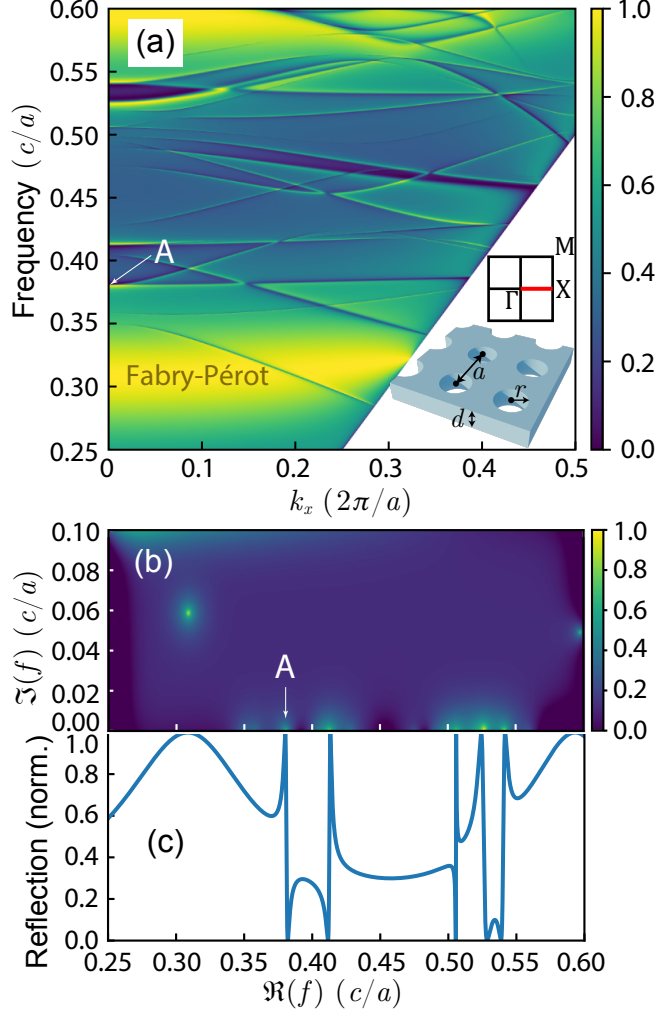 (a)
Frequency (c/a)
0.60
0.55
0.50
0.45
0.40
0.35
0.30
0.25
A
Fabry-Pérot
M
Γ
X
a
r
d
0 0.1 0.2 0.3 0.4 0.5
k_x (2π/a)
1.0
0.8
0.6
0.4
0.2
0.0
(b)
ℑ(f) (c/a)
0.10
0.08
0.06
0.04
0.02
0.00
A
1.0
0.8
0.6
0.4
0.2
0.0
(c)
Reflection (norm.)
1.0
0.8
0.6
0.4
0.2
0.0
0.25 0.30 0.35 0.40 0.45 0.50 0.55 0.60
ℜ(f) (c/a)